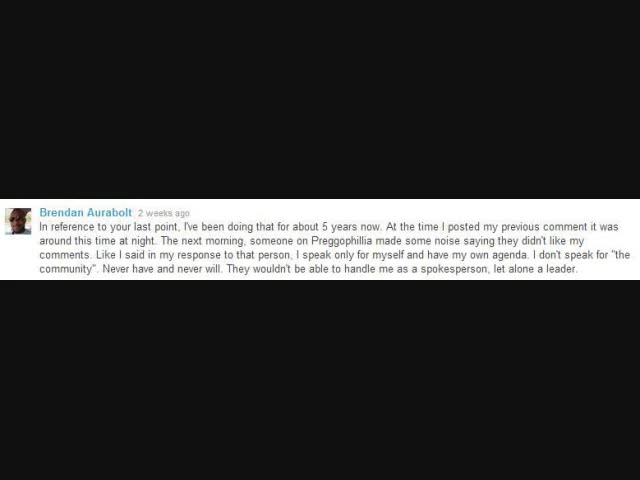 Brendan Aurabolt 2 weeks ago
In reference to your last point, I've been doing that for about 5 years now. At the time I posted my previous comment it was
around this time at night. The next morning, someone on Preggophillia made some noise saying they didn't like my
comments. Like I said in my response to that person, I speak only for myself and have my own agenda. I don't speak for "the
community". Never have and never will. They wouldn't be able to handle me as a spokesperson, let alone a leader.